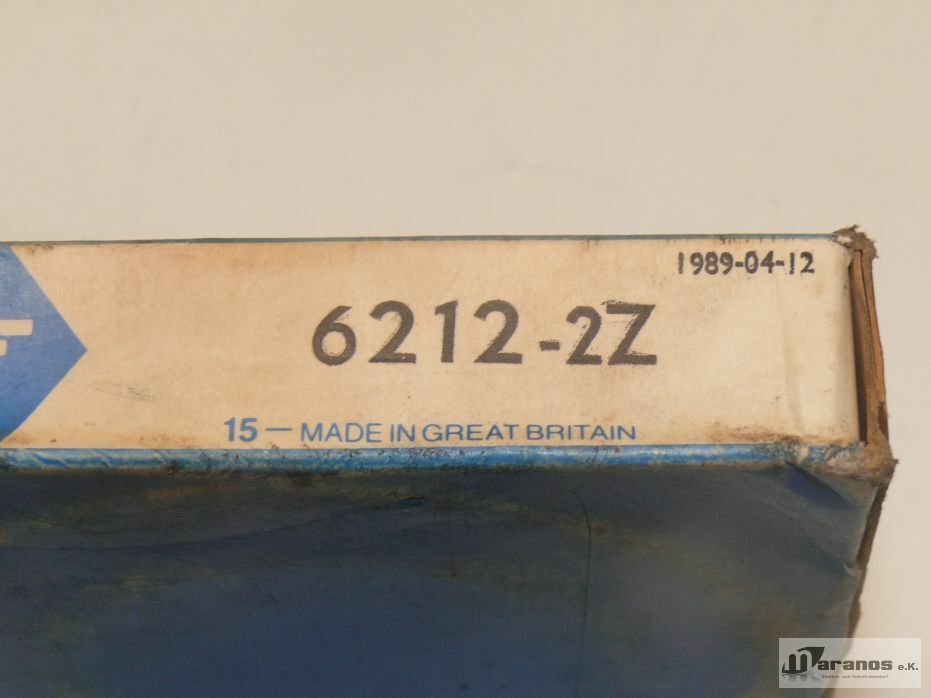 1989-04-12
6212-2Z
15 — MADE IN GREAT BRITAIN
Maranos e.K.